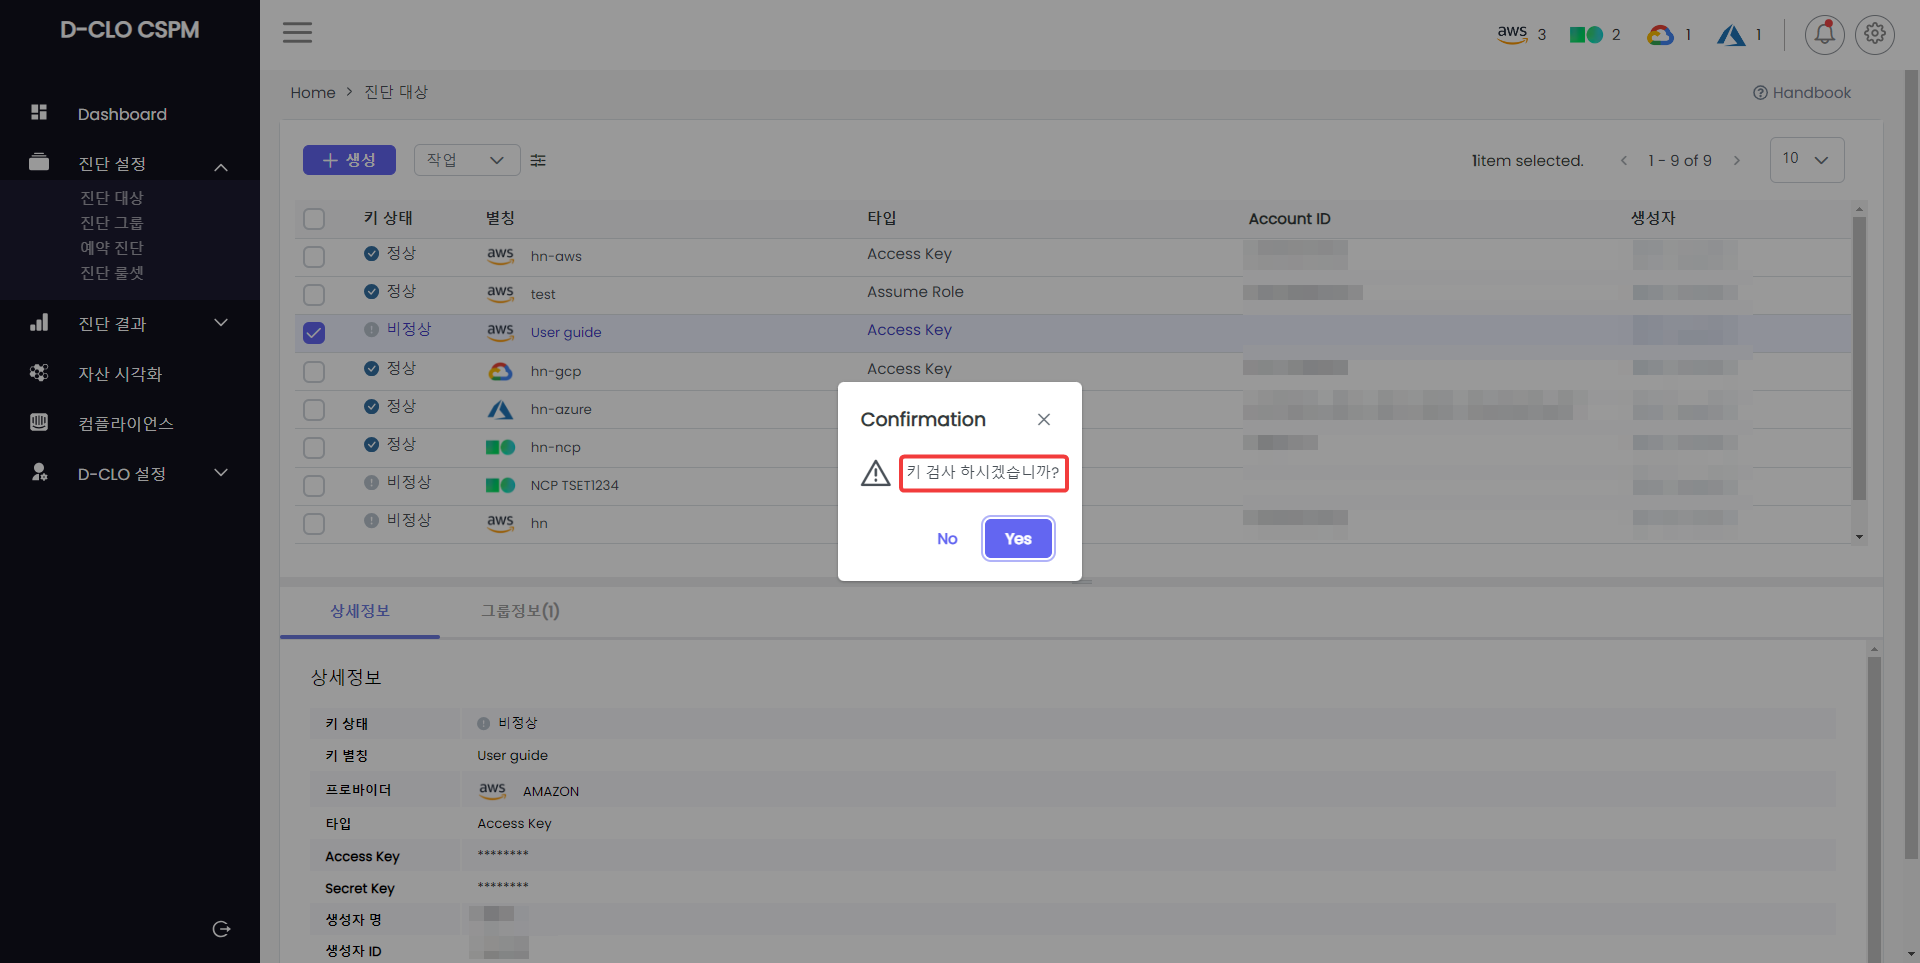 D-CLO CSPM
aws 3 2 1 1
Dashboard
진단 설정
진단 대상
진단 그룹
예약 진단
진단 룰셋
진단 결과
자산 시각화
컴플라이언스
D-CLO 설정
Home > 진단 대상
Handbook
+ 생성
작업
1item selected.
< 1 - 9 of 9 >
10
키 상태 별칭 타입 Account ID 생성자
정상 aws hn-aws Access Key
정상 aws test Assume Role
비정상 aws User guide Access Key
정상 hn-gcp Access Key
정상 hn-azure
정상 hn-ncp
비정상 NCP TSET1234
비정상 aws hn
Confirmation
키 검사 하시겠습니까?
No Yes
상세정보 그룹정보(1)
상세정보
키 상태 비정상
키 별칭 User guide
프로바이더 aws AMAZON
타입 Access Key
Access Key ********
Secret Key ********
생성자 명
생성자 ID